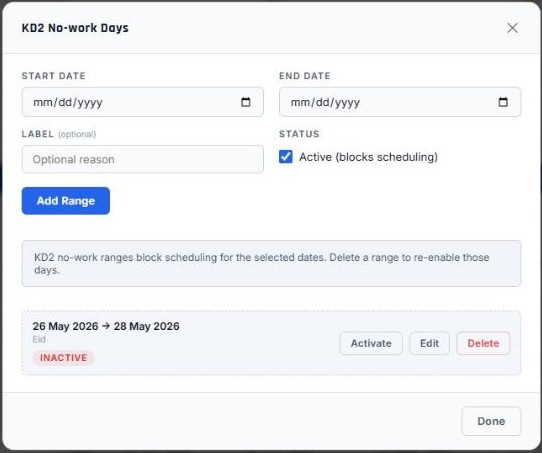 KD2 No-work Days
START DATE
END DATE
mm/dd/yyyy
mm/dd/yyyy
LABEL (optional)
STATUS
Optional reason
Active (blocks scheduling)
Add Range
KD2 no-work ranges block scheduling for the selected dates. Delete a range to re-enable those
days.
26 May 2026 → 28 May 2026
Eid
INACTIVE
Activate
Edit
Delete
Done